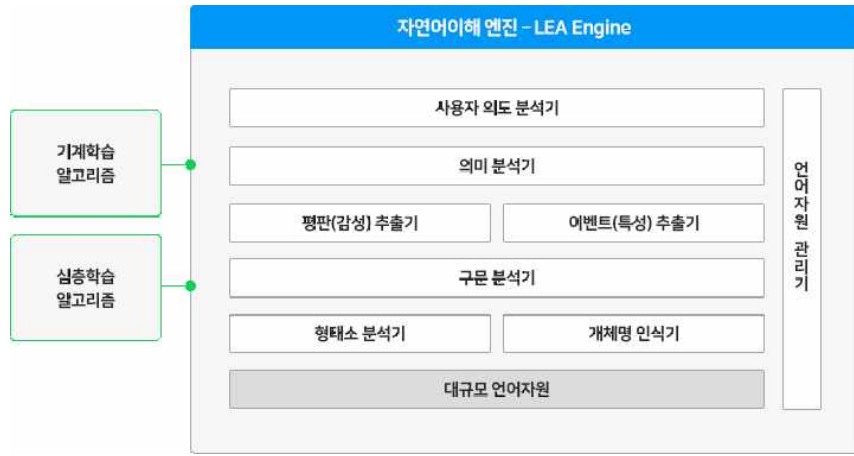 자연어이해 엔진 – LEA Engine
사용자 의도 분석기
기계학습
알고리즘
의미 분석기
평판(감성) 추출기
이벤트(특성) 추출기
심층학습
알고리즘
구문 분석기
형태소 분석기
개체명 인식기
대규모 언어자원
언어자원 관리기